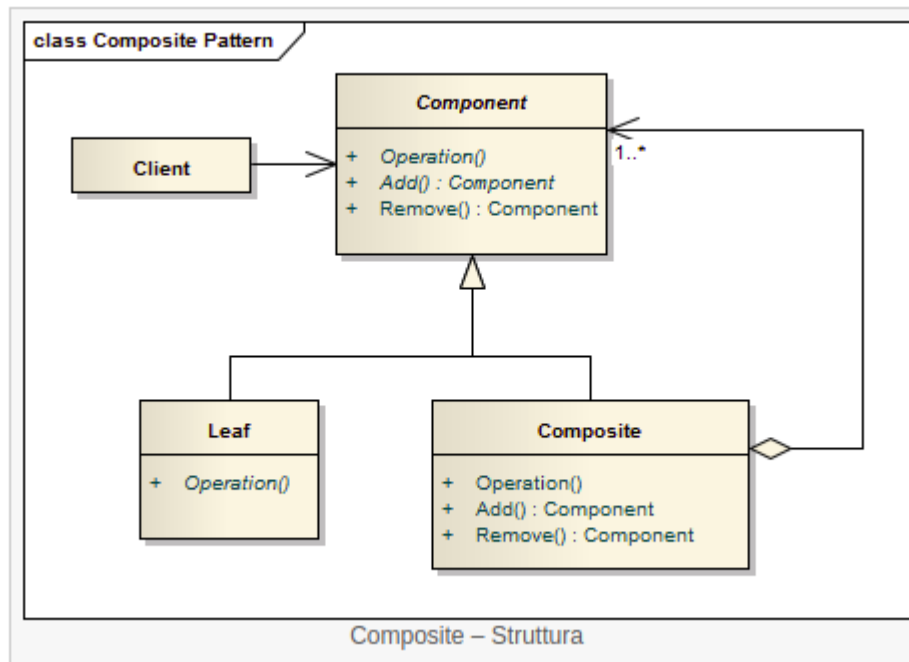 class Composite Pattern
Component
+ Operation()
+ Add() : Component
+ Remove() : Component
1..*
Client
Leaf
+ Operation()
Composite
+ Operation()
+ Add() : Component
+ Remove() : Component
Composite – Struttura